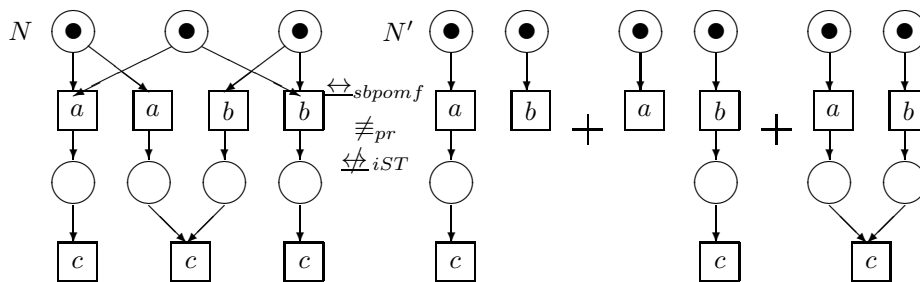 N N'
a a b b ↔sbpomf a b + a b + a b
≢pr
↮iST
c c c c c c